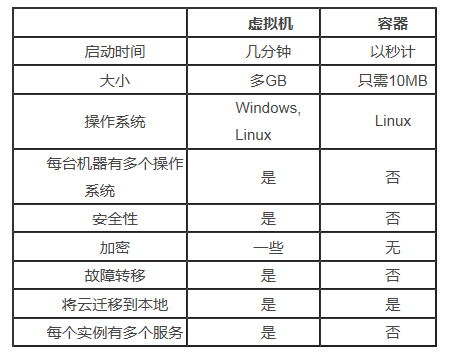 虚拟机 容器
启动时间 几分钟 以秒计
大小 多GB 只需10MB
操作系统 Windows, Linux Linux
每台机器有多个操作系统 是 否
安全性 是 否
加密 一些 无
故障转移 是 否
将云迁移到本地 是 是
每个实例有多个服务 是 否